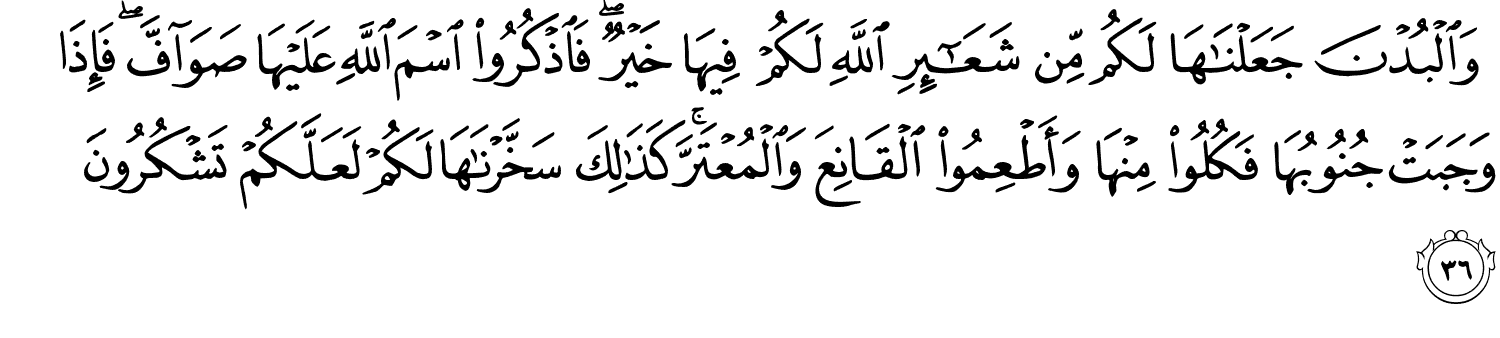 وَٱلْبُدْنَ جَعَلْنَٰهَا لَكُم مِّن شَعَٰٓئِرِ ٱللَّهِ لَكُمْ فِيهَا خَيْرٌ ۖ فَٱذْكُرُوا۟ ٱسْمَ ٱللَّهِ عَلَيْهَا صَوَآفَّ ۖ فَإِذَا
وَجَبَتْ جُنُوبُهَا فَكُلُوا۟ مِنْهَا وَأَطْعِمُوا۟ ٱلْقَانِعَ وَٱلْمُعْتَرَّ ۚ كَذَٰلِكَ سَخَّرْنَٰهَا لَكُمْ لَعَلَّكُمْ تَشْكُرُونَ
٣٦